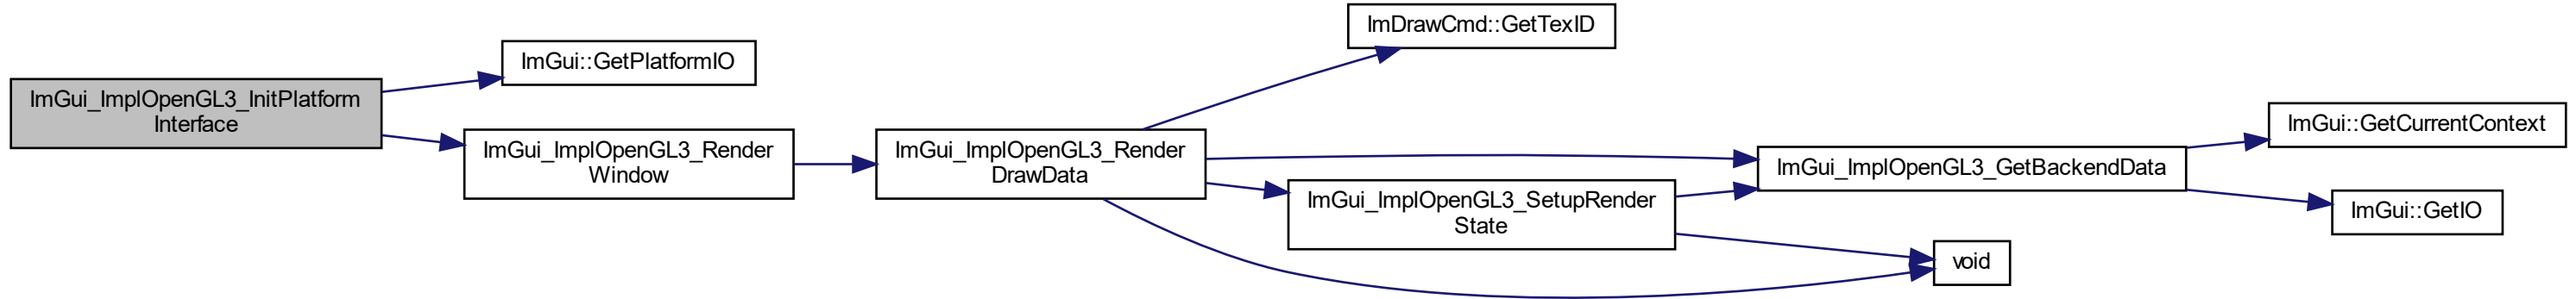 ImGui_ImplOpenGL3_InitPlatform
Interface
ImGui::GetPlatformIO
ImGui_ImplOpenGL3_Render
Window
ImGui_ImplOpenGL3_Render
DrawData
ImDrawCmd::GetTexID
ImGui_ImplOpenGL3_GetBackendData
ImGui_ImplOpenGL3_SetupRender
State
ImGui::GetCurrentContext
ImGui::GetIO
void